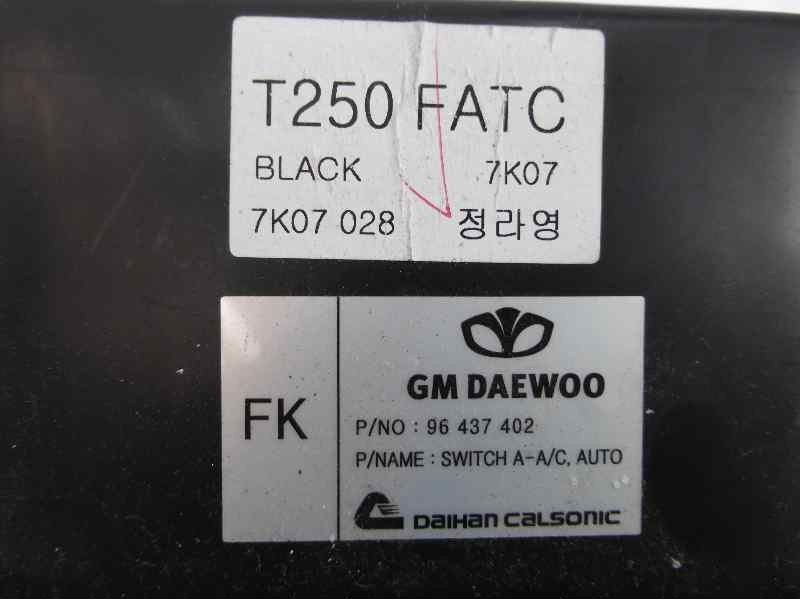 T250 FATC
BLACK 7K07
7K07 028 정라영
FK
GM DAEWOO
P/NO : 96 437 402
P/NAME : SWITCH A-A/C, AUTO
DAIHAN CALSONIC